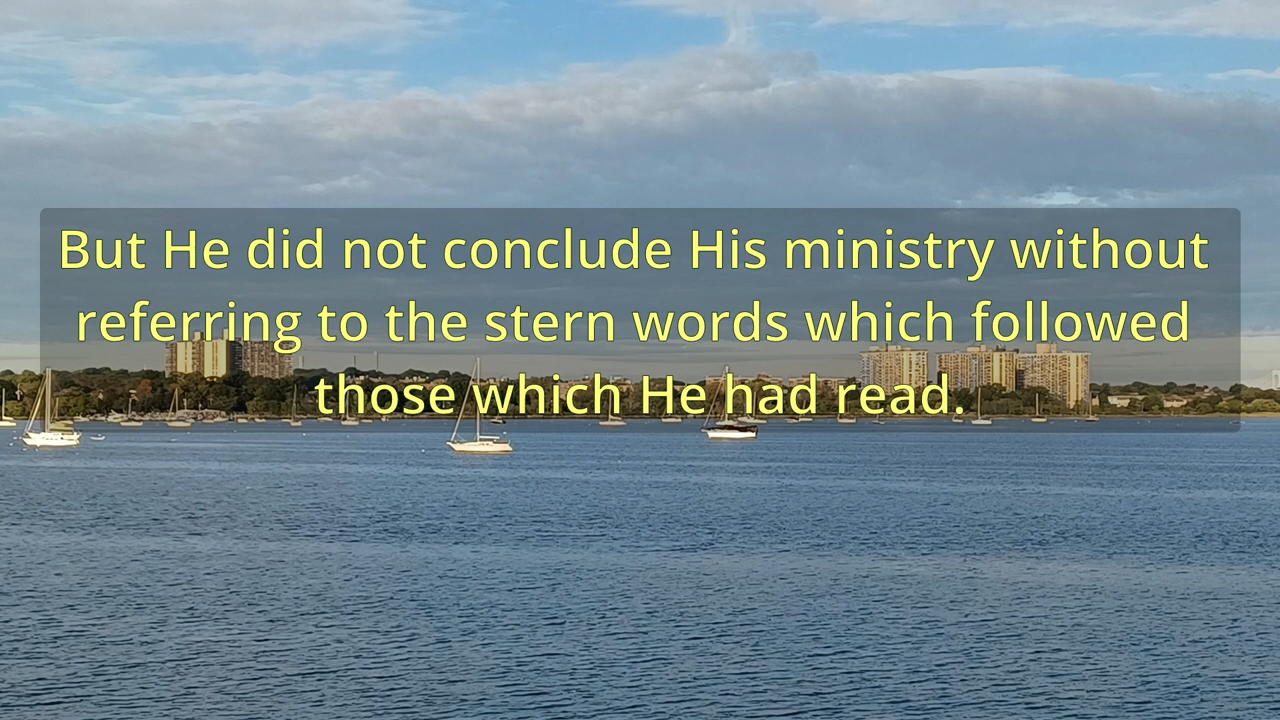 But He did not conclude His ministry without
referring to the stern words which followed
those which He had read.